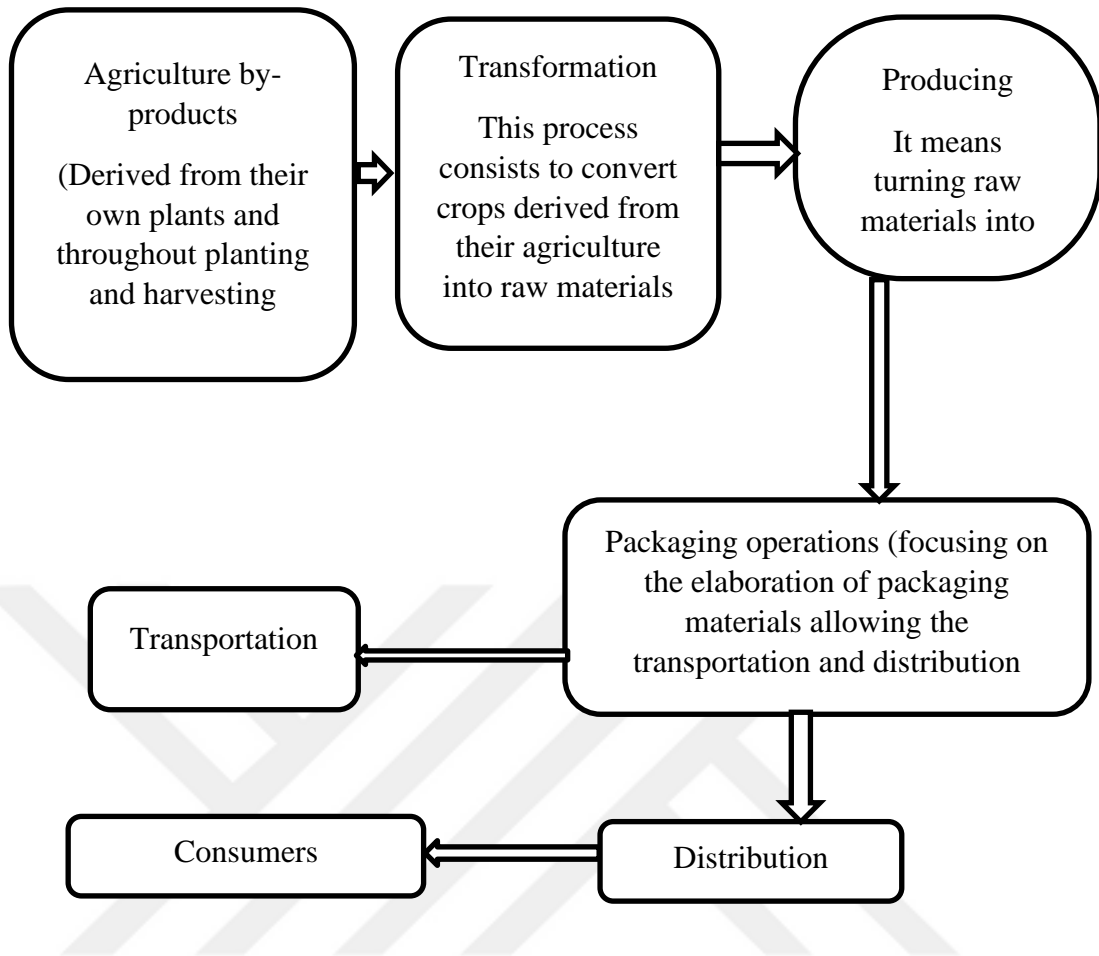 Agriculture by-
products
(Derived from their
own plants and
throughout planting
and harvesting
Transformation
This process
consists to convert
crops derived from
their agriculture
into raw materials
Producing
It means
turning raw
materials into
Packaging operations (focusing on
the elaboration of packaging
materials allowing the
transportation and distribution
Transportation
Distribution
Consumers